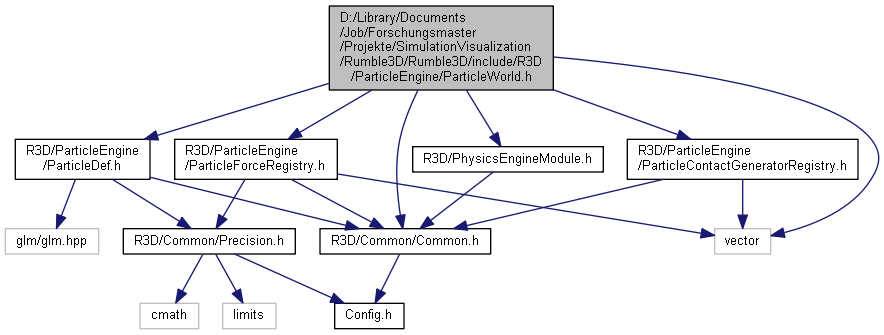 D:/Library/Documents
/Job/Forschungsmaster
/Projekte/SimulationVisualization
/Rumble3D/Rumble3D/include/R3D
/ParticleEngine/ParticleWorld.h
R3D/ParticleEngine
/ParticleDef.h
R3D/ParticleEngine
/ParticleForceRegistry.h
R3D/PhysicsEngineModule.h
R3D/ParticleEngine
/ParticleContactGeneratorRegistry.h
glm/glm.hpp
R3D/Common/Precision.h
R3D/Common/Common.h
vector
cmath
limits
Config.h